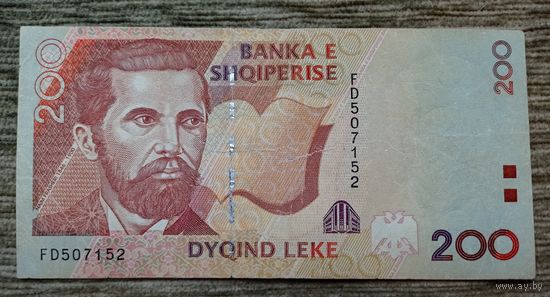 200
BANKA E
SHQIPERISE
200
FD507152
FD507152
DYQIND LEKE
200
www.ay.by